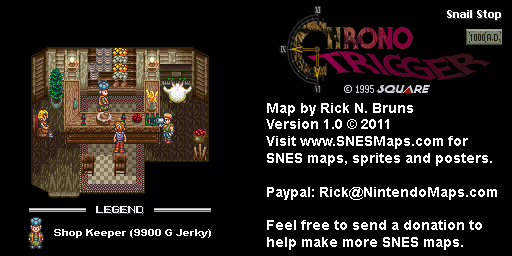 Snail Stop
1000 A.D.
CHRONO
TRIGGER
© 1995 SQUARE
Map by Rick N. Bruns
Version 1.0 © 2011
Visit www.SNESMaps.com for
SNES maps, sprites and posters.
Paypal: Rick@NintendoMaps.com
Feel free to send a donation to
help make more SNES maps.
LEGEND
Shop Keeper (9900 G Jerky)